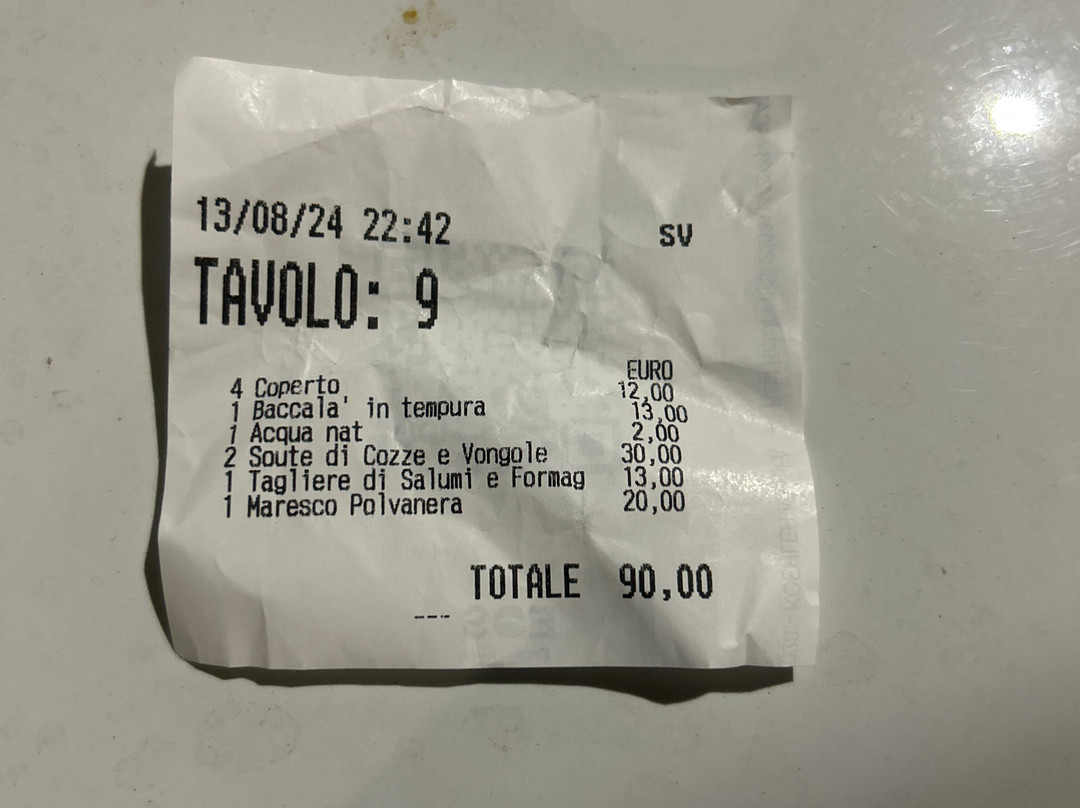 13/08/24 22:42 SV
TAVOLO: 9
EURO
4 Coperto 12,00
1 Baccala' in tempura 13,00
1 Acqua nat 2,00
2 Soute di Cozze e Vongole 30,00
1 Tagliere di Salumi e Formag 13,00
1 Maresco Polvanera 20,00
TOTALE 90,00
---